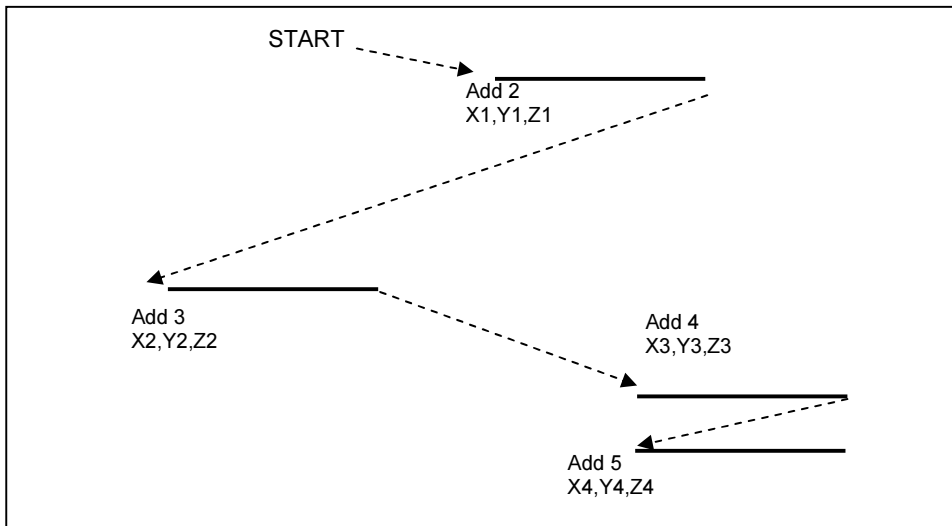 START
Add 2
X1,Y1,Z1
Add 3
X2,Y2,Z2
Add 4
X3,Y3,Z3
Add 5
X4,Y4,Z4